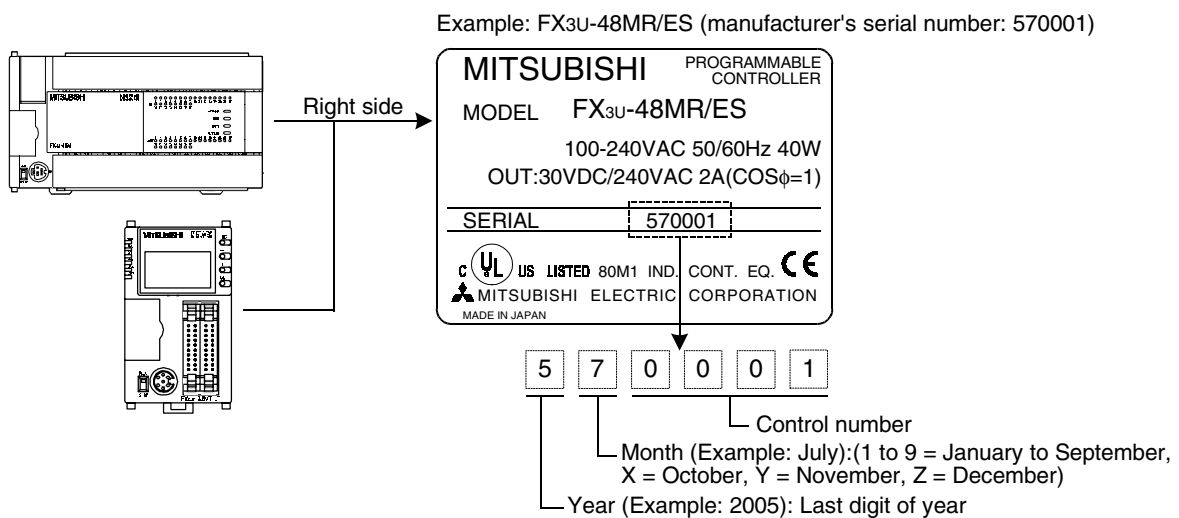 Example: FX3U-48MR/ES (manufacturer's serial number: 570001)
MITSUBISHI
Right side
MITSUBISHI PROGRAMMABLE
CONTROLLER
MODEL FX3U-48MR/ES
100-240VAC 50/60Hz 40W
OUT:30VDC/240VAC 2A(COSϕ=1)
SERIAL 570001
C UL US LISTED 80M1 IND. CONT. EQ. CE
MITSUBISHI ELECTRIC CORPORATION
MADE IN JAPAN
MITSUBISHI
5 7 0 0 0 1
Control number
Month (Example: July):(1 to 9 = January to September,
X = October, Y = November, Z = December)
Year (Example: 2005): Last digit of year